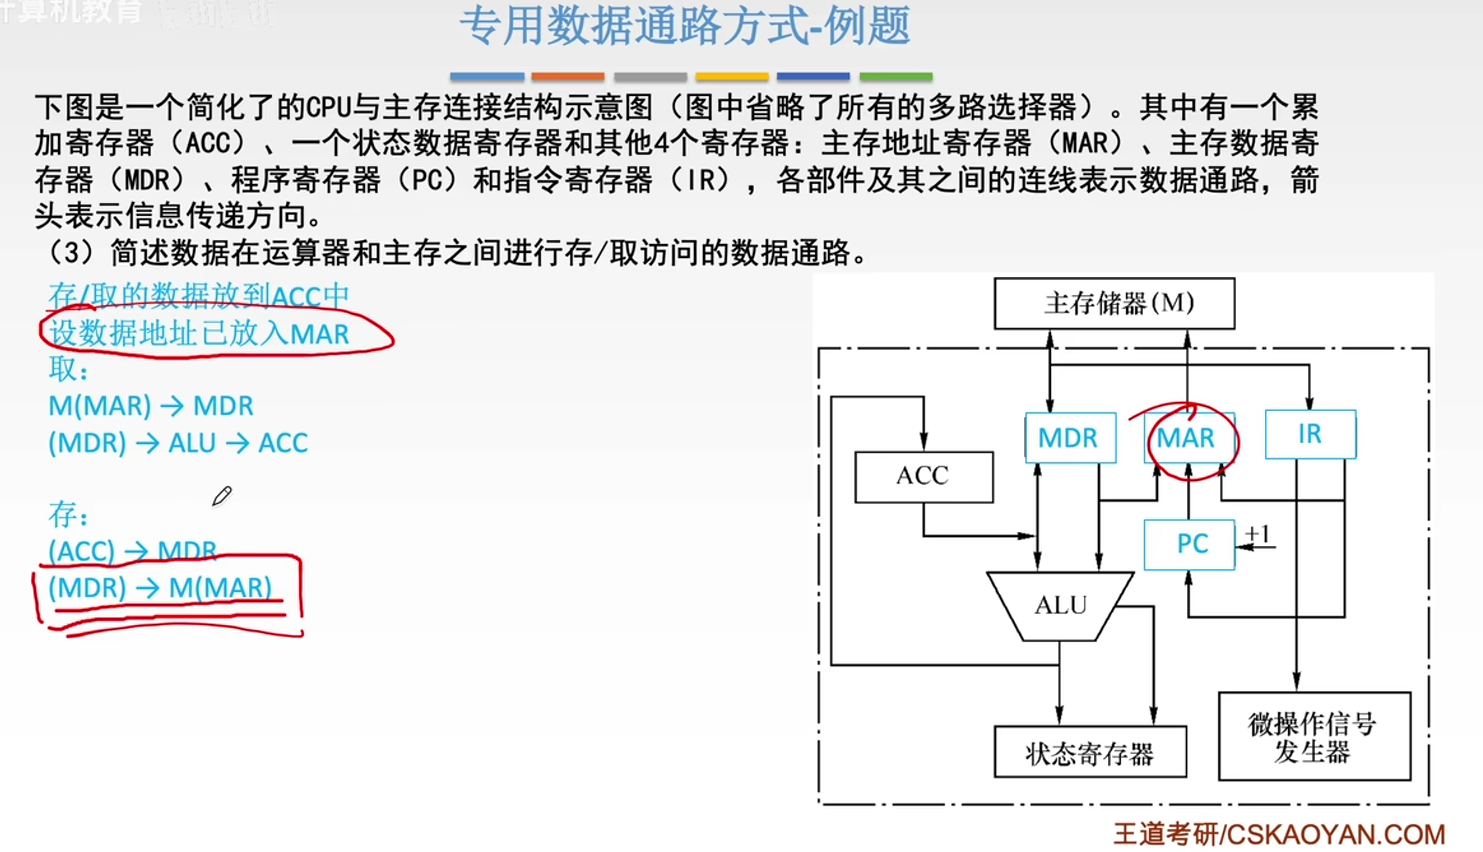 计算机教育
专用数据通路方式-例题
下图是一个简化了的CPU与主存连接结构示意图（图中省略了所有的多路选择器）。其中有一个累
加寄存器（ACC）、一个状态数据寄存器和其他4个寄存器：主存地址寄存器（MAR）、主存数据寄
存器（MDR）、程序寄存器（PC）和指令寄存器（IR），各部件及其之间的连线表示数据通路，箭
头表示信息传递方向。
（3）简述数据在运算器和主存之间进行存/取访问的数据通路。
存/取的数据放到ACC中
设数据地址已放入MAR
取：
M(MAR) → MDR
(MDR) → ALU → ACC
存：
(ACC) → MDR
(MDR) → M(MAR)
主存储器(M)
MDR
MAR
IR
ACC
PC
+1
ALU
状态寄存器
微操作信号
发生器
王道考研/CSKAOYAN.COM